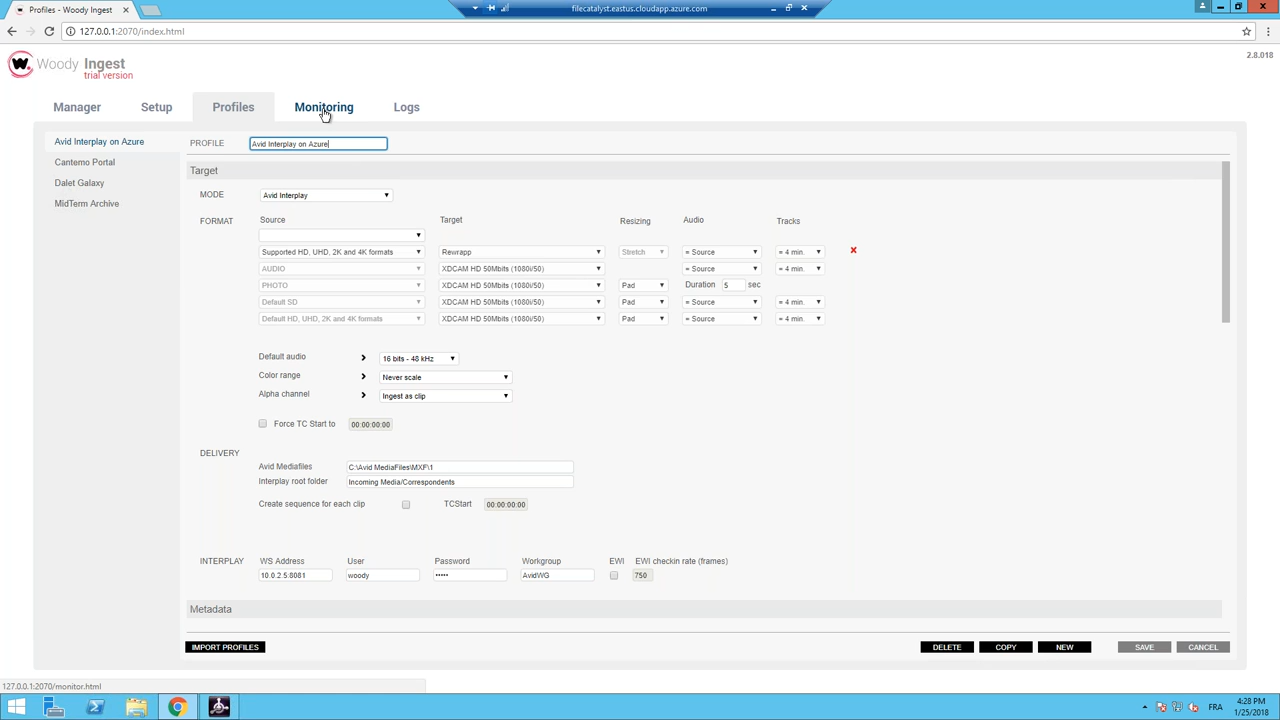 Profiles - Woody Ingest
filecatalyst.eastus.cloudapp.azure.com
127.0.0.1:2070/index.html
Woody Ingest
trial version
2.8.018
Manager Setup Profiles Monitoring Logs
Avid Interplay on Azure
Cantemo Portal
Dalet Galaxy
MidTerm Archive
PROFILE Avid Interplay on Azure
Target
MODE Avid Interplay
FORMAT Source Target Resizing Audio Tracks
Supported HD, UHD, 2K and 4K formats Rewrapp Stretch = Source = 4 min.
AUDIO XDCAM HD 50Mbits (1080i/50) = Source = 4 min.
PHOTO XDCAM HD 50Mbits (1080i/50) Pad Duration 5 sec
Default SD XDCAM HD 50Mbits (1080i/50) Pad = Source = 4 min.
Default HD, UHD, 2K and 4K formats XDCAM HD 50Mbits (1080i/50) Pad = Source = 4 min.
Default audio 16 bits - 48 kHz
Color range Never scale
Alpha channel Ingest as clip
Force TC Start to 00:00:00:00
DELIVERY
Avid Mediafiles C:\Avid MediaFiles\MXF\1
Interplay root folder Incoming Media/Correspondents
Create sequence for each clip TCStart 00:00:00:00
INTERPLAY WS Address User Password Workgroup EWI EWI checkin rate (frames)
10.0.2.5:8081 woody ••••• AvidWG 750
Metadata
IMPORT PROFILES DELETE COPY NEW SAVE CANCEL
127.0.0.1:2070/monitor.html
FRA
4:28 PM
1/25/2018